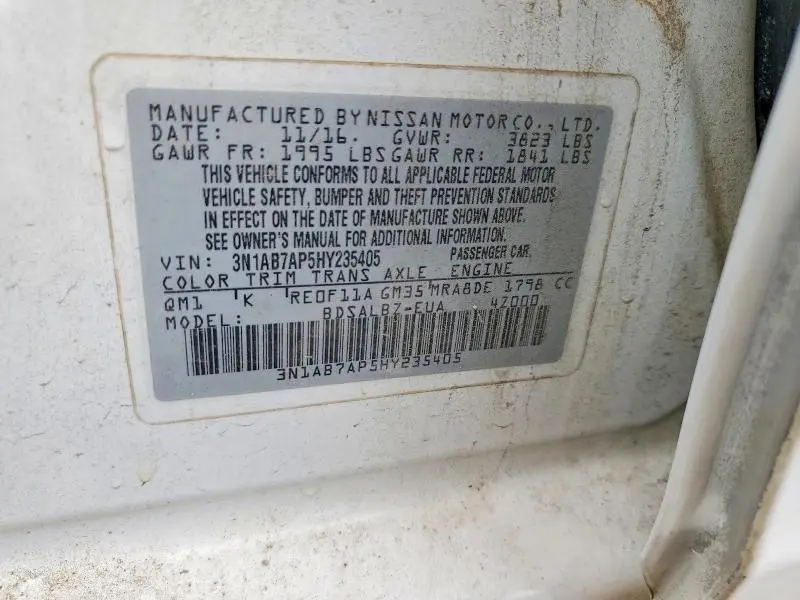 MANUFACTURED BY NISSAN MOTOR CO., LTD.
DATE: 11/16. GVWR: 3823 LBS
GAWR FR: 1995 LBS GAWR RR: 1841 LBS
THIS VEHICLE CONFORMS TO ALL APPLICABLE FEDERAL MOTOR
VEHICLE SAFETY, BUMPER AND THEFT PREVENTION STANDARDS
IN EFFECT ON THE DATE OF MANUFACTURE SHOWN ABOVE.
SEE OWNER'S MANUAL FOR ADDITIONAL INFORMATION.
VIN: 3N1AB7AP5HY235405 PASSENGER CAR
COLOR TRIM TRANS AXLE ENGINE
QM1 K RE0F11A GM35 MRA8DE 1798 CC
MODEL: BDSALBZ-EUA 4Z000
3N1AB7AP5HY235405